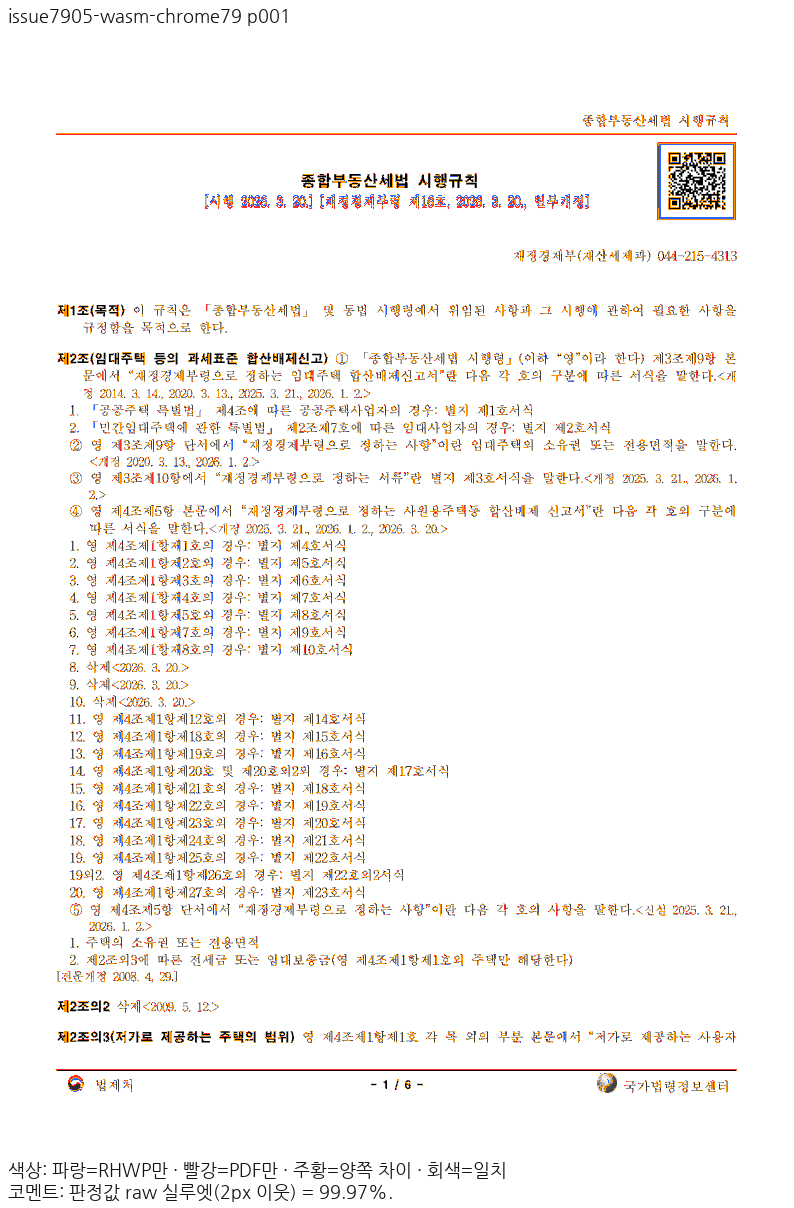 issue7905-wasm-chrome79 p001
종합부동산세법 시행규칙
종합부동산세법 시행규칙
[시행 2026. 3. 20.] [재정경제부령 제16호, 2026. 3. 20., 일부개정]
재정경제부(재산세제과) 044-215-4313
제1조(목적) 이 규칙은 「종합부동산세법」 및 동법 시행령에서 위임된 사항과 그 시행에 관하여 필요한 사항을
규정함을 목적으로 한다.
제2조(임대주택 등의 과세표준 합산배제신고) ① 「종합부동산세법 시행령」(이하 “영”이라 한다) 제3조제9항 본
문에서 “재정경제부령으로 정하는 임대주택 합산배제신고서”란 다음 각 호의 구분에 따른 서식을 말한다.<개
정 2014. 3. 14., 2020. 3. 13., 2025. 3. 21., 2026. 1. 2.>
1. 「공공주택 특별법」 제4조에 따른 공공주택사업자의 경우: 별지 제1호서식
2. 「민간임대주택에 관한 특별법」 제2조제7호에 따른 임대사업자의 경우: 별지 제2호서식
② 영 제3조제9항 단서에서 “재정경제부령으로 정하는 사항”이란 임대주택의 소유권 또는 전용면적을 말한다.
<개정 2020. 3. 13., 2026. 1. 2.>
③ 영 제3조제10항에서 “재정경제부령으로 정하는 서류”란 별지 제3호서식을 말한다.<개정 2025. 3. 21., 2026. 1.
2.>
④ 영 제4조제5항 본문에서 “재정경제부령으로 정하는 사원용주택등 합산배제 신고서”란 다음 각 호의 구분에
따른 서식을 말한다.<개정 2025. 3. 21., 2026. 1. 2., 2026. 3. 20.>
1. 영 제4조제1항제1호의 경우: 별지 제4호서식
2. 영 제4조제1항제2호의 경우: 별지 제5호서식
3. 영 제4조제1항제3호의 경우: 별지 제6호서식
4. 영 제4조제1항제4호의 경우: 별지 제7호서식
5. 영 제4조제1항제5호의 경우: 별지 제8호서식
6. 영 제4조제1항제7호의 경우: 별지 제9호서식
7. 영 제4조제1항제8호의 경우: 별지 제10호서식
8. 삭제<2026. 3. 20.>
9. 삭제<2026. 3. 20.>
10. 삭제<2026. 3. 20.>
11. 영 제4조제1항제12호의 경우: 별지 제14호서식
12. 영 제4조제1항제18호의 경우: 별지 제15호서식
13. 영 제4조제1항제19호의 경우: 별지 제16호서식
14. 영 제4조제1항제20호 및 제20호의2의 경우: 별지 제17호서식
15. 영 제4조제1항제21호의 경우: 별지 제18호서식
16. 영 제4조제1항제22호의 경우: 별지 제19호서식
17. 영 제4조제1항제23호의 경우: 별지 제20호서식
18. 영 제4조제1항제24호의 경우: 별지 제21호서식
19. 영 제4조제1항제25호의 경우: 별지 제22호서식
19의2. 영 제4조제1항제26호의 경우: 별지 제22호의2서식
20. 영 제4조제1항제27호의 경우: 별지 제23호서식
⑤ 영 제4조제5항 단서에서 “재정경제부령으로 정하는 사항”이란 다음 각 호의 사항을 말한다.<신설 2025. 3. 21.,
2026. 1. 2.>
1. 주택의 소유권 또는 전용면적
2. 제2조의3에 따른 전세금 또는 임대보증금(영 제4조제1항제1호의 주택만 해당한다)
[전문개정 2008. 4. 29.]
제2조의2 삭제<2009. 5. 12.>
제2조의3(저가로 제공하는 주택의 범위) 영 제4조제1항제1호 각 목 외의 부분 본문에서 “저가로 제공하는 사용자
법제처
- 1 / 6 -
국가법령정보센터
색상: 파랑=RHWP만 · 빨강=PDF만 · 주황=양쪽 차이 · 회색=일치
코멘트: 판정값 raw 실루엣(2px 이웃) = 99.97%.